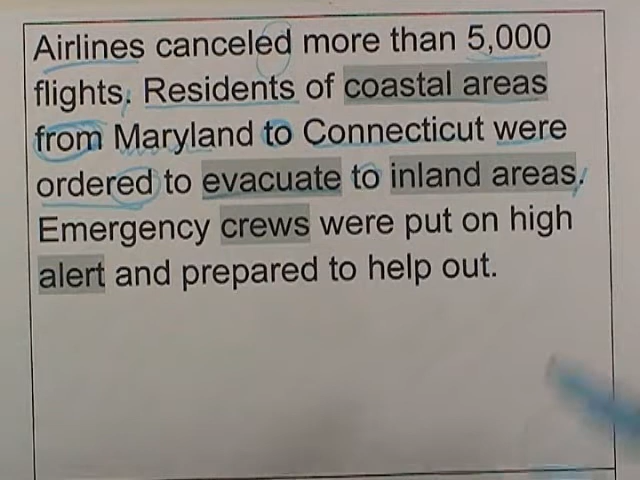 Airlines canceled more than 5,000
flights. Residents of coastal areas
from Maryland to Connecticut were
ordered to evacuate to inland areas.
Emergency crews were put on high
alert and prepared to help out.